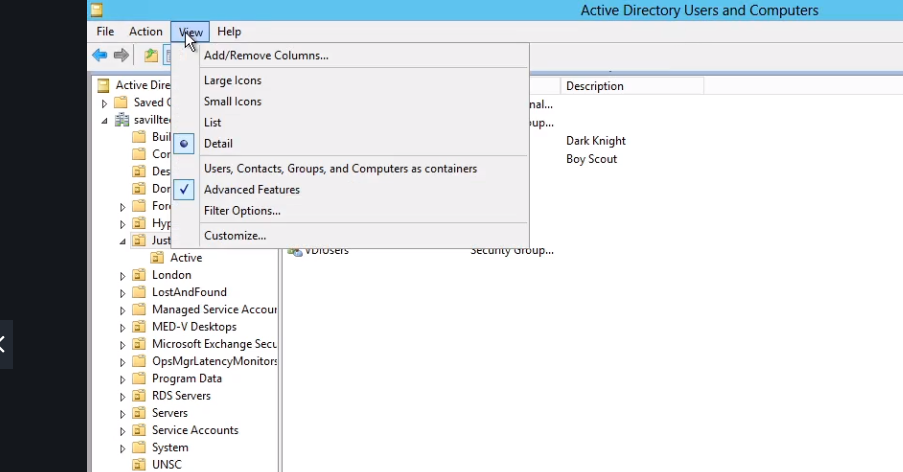 Active Directory Users and Computers
File Action View Help
Add/Remove Columns...
Large Icons
Small Icons
List
Detail
Users, Contacts, Groups, and Computers as containers
Advanced Features
Filter Options...
Customize...
Active Dire
Saved
savillte
Buil
Con
Des
Dor
Fore
Hyp
Just
Active
London
LostAndFound
Managed Service Accour
MED-V Desktops
Microsoft Exchange Secu
OpsMgrLatencyMonitors
Program Data
RDS Servers
Servers
Service Accounts
System
UNSC
Description
nal...
up...
Dark Knight
Boy Scout
VDIUsers Security Group...